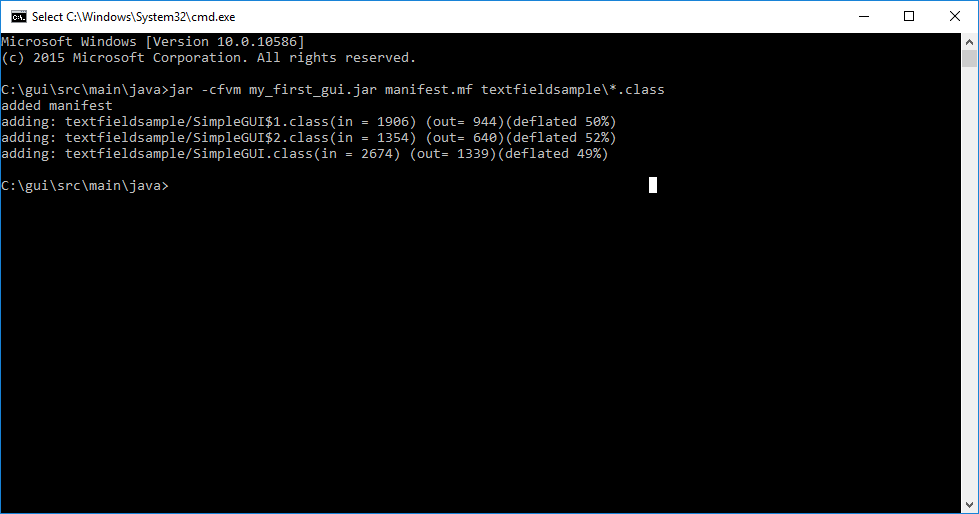 Select C:\Windows\System32\cmd.exe
Microsoft Windows [Version 10.0.10586]
(c) 2015 Microsoft Corporation. All rights reserved.
C:\gui\src\main\java>jar -cfvm my_first_gui.jar manifest.mf textfieldsample\*.class
added manifest
adding: textfieldsample/SimpleGUI$1.class(in = 1906) (out= 944)(deflated 50%)
adding: textfieldsample/SimpleGUI$2.class(in = 1354) (out= 640)(deflated 52%)
adding: textfieldsample/SimpleGUI.class(in = 2674) (out= 1339)(deflated 49%)
C:\gui\src\main\java>